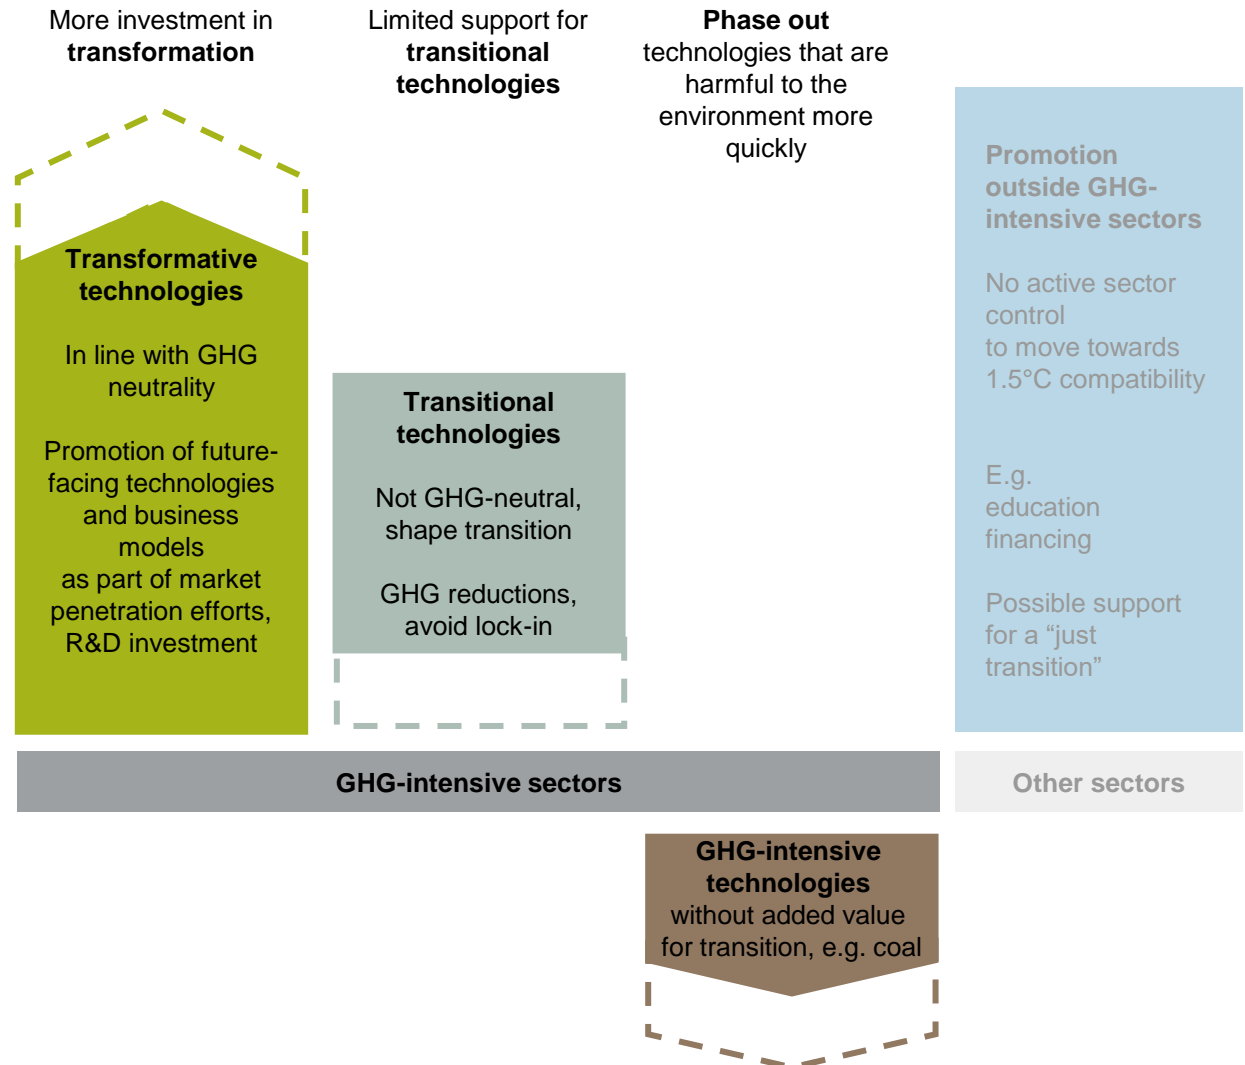 More investment in
transformation
Limited support for
transitional
technologies
Phase out
technologies that are
harmful to the
environment more
quickly
Transformative
technologies
In line with GHG
neutrality
Promotion of future-
facing technologies
and business
models
as part of market
penetration efforts,
R&D investment
Transitional
technologies
Not GHG-neutral,
shape transition
GHG reductions,
avoid lock-in
Promotion
outside GHG-
intensive sectors
No active sector
control
to move towards
1.5°C compatibility
E.g.
education
financing
Possible support
for a “just
transition”
GHG-intensive sectors
Other sectors
GHG-intensive
technologies
without added value
for transition, e.g. coal